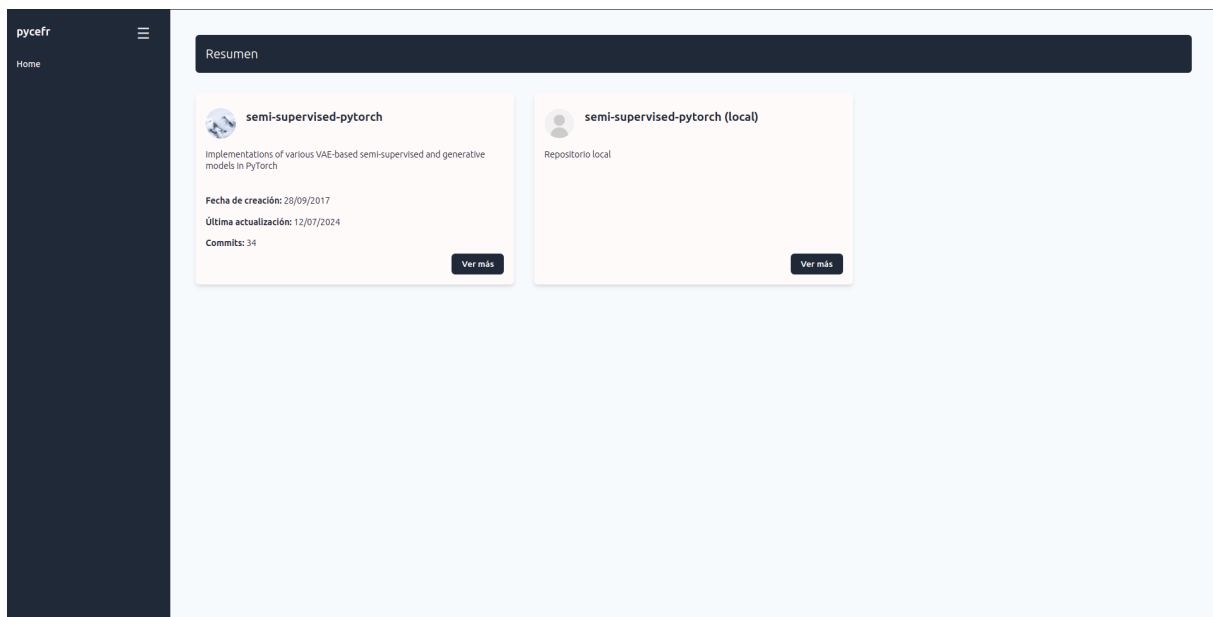 pycefr
Home
Resumen
semi-supervised-pytorch
Implementations of various VAE-based semi-supervised and generative
models in PyTorch
Fecha de creación: 28/09/2017
Última actualización: 12/07/2024
Commits: 34
Ver más
semi-supervised-pytorch (local)
Repositorio local
Ver más